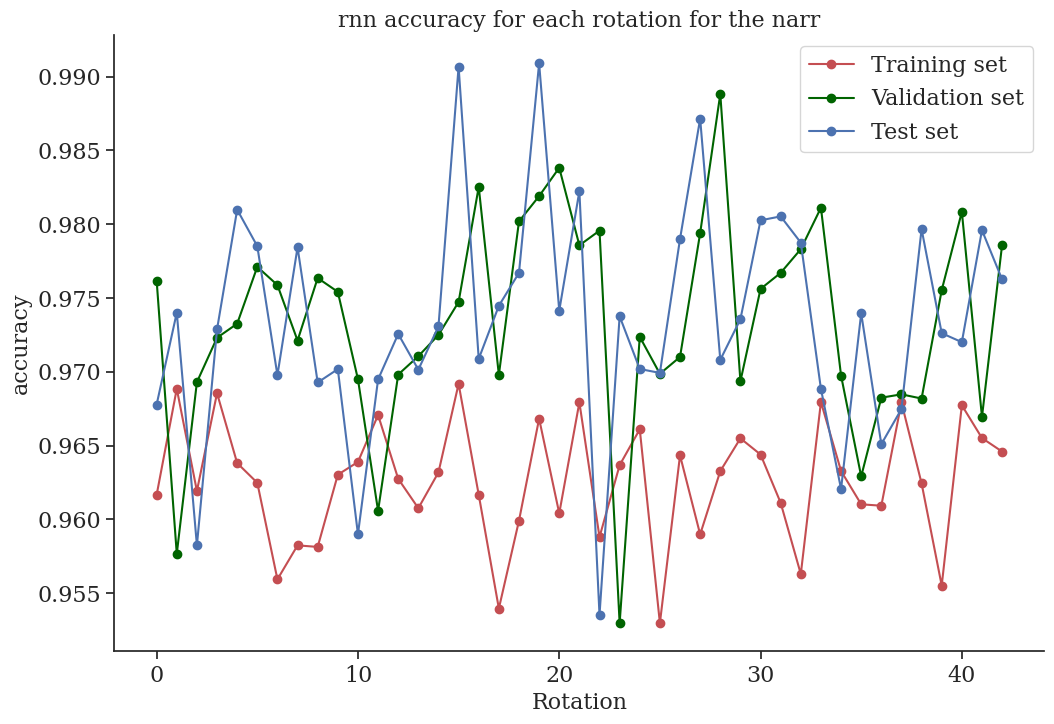 rnn accuracy for each rotation for the narr
Training set
Validation set
Test set
0.990
0.985
0.980
0.975
0.970
0.965
0.960
0.955
accuracy
0
10
20
30
40
Rotation